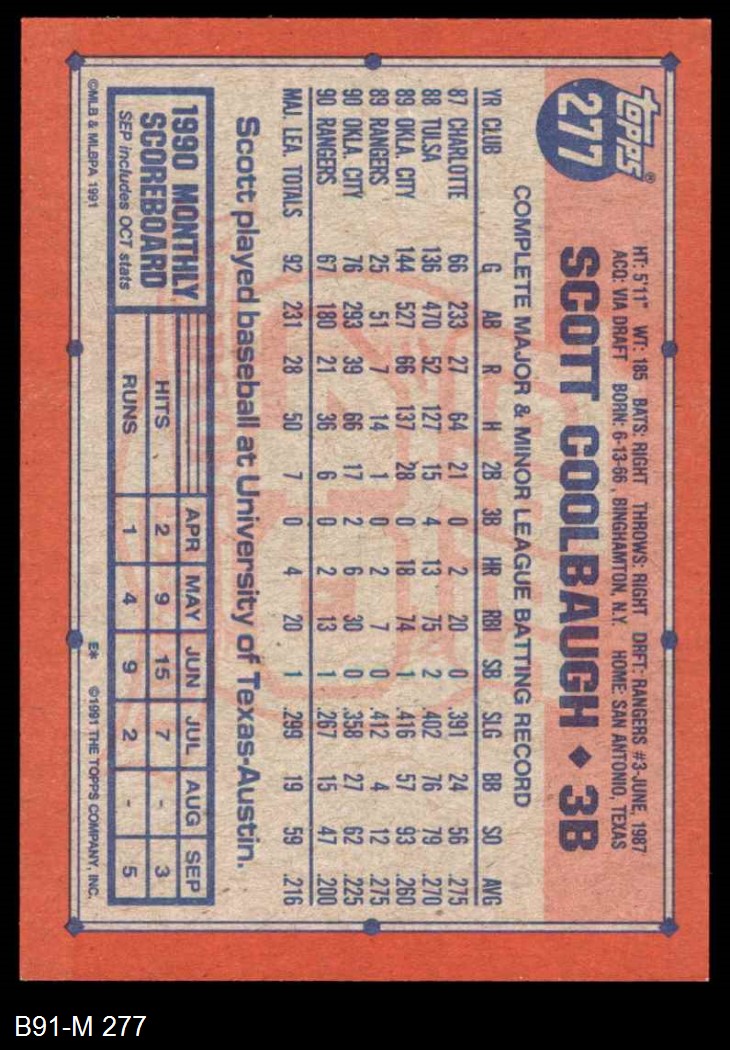 Topps®
277
HT: 5'11" WT: 185 BATS: RIGHT THROWS: RIGHT DRFT: RANGERS #3-JUNE, 1987
ACQ: VIA DRAFT BORN: 6-13-66, BINGHAMTON, N.Y. HOME: SAN ANTONIO, TEXAS
SCOTT COOLBAUGH ◆ 3B
COMPLETE MAJOR & MINOR LEAGUE BATTING RECORD
YR CLUB G AB R H 2B 3B HR RBI SB SLG BB SO AVG
87 CHARLOTTE 66 233 27 64 21 0 2 20 0 .391 24 56 .275
88 TULSA 136 470 52 127 15 4 13 75 2 .402 76 79 .270
89 OKLA. CITY 144 527 66 137 28 0 18 74 1 .416 57 93 .260
89 RANGERS 25 51 7 14 1 0 2 7 0 .412 4 12 .275
90 OKLA. CITY 76 293 39 66 17 2 6 30 0 .358 27 62 .225
90 RANGERS 67 180 21 36 6 0 2 13 1 .267 15 47 .200
MAJ. LEA. TOTALS 92 231 28 50 7 0 4 20 1 .299 19 59 .216
Scott played baseball at University of Texas-Austin.
1990 MONTHLY
SCOREBOARD
SEP includes OCT stats
APR MAY JUN JUL AUG SEP
HITS 2 9 15 7 - 3
RUNS 1 4 9 2 - 5
©MLB & MLBPA 1991
E* ©1991 THE TOPPS COMPANY, INC.
B91-M 277